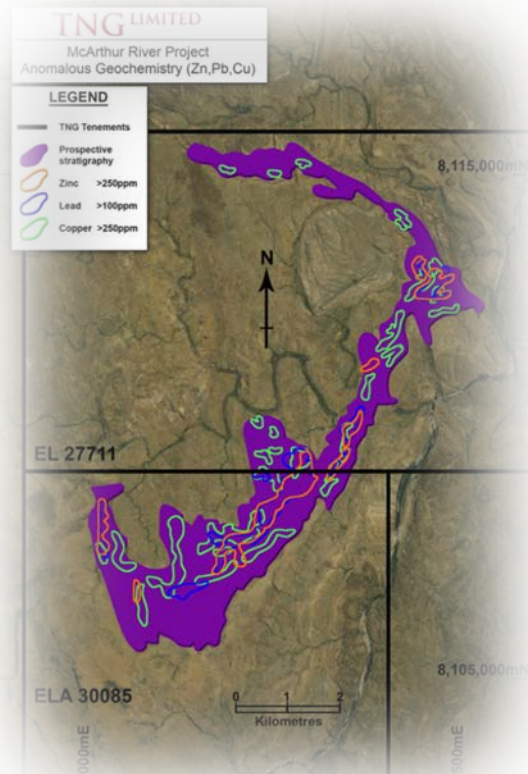 TNG LIMITED
McArthur River Project
Anomalous Geochemistry (Zn,Pb,Cu)
LEGEND
TNG Tenements
Prospective
stratigraphy
Zinc >250ppm
Lead >100ppm
Copper >250ppm
8,115,000mN
N
EL 27711
8,105,000mN
ELA 30085
0 1 2
Kilometres